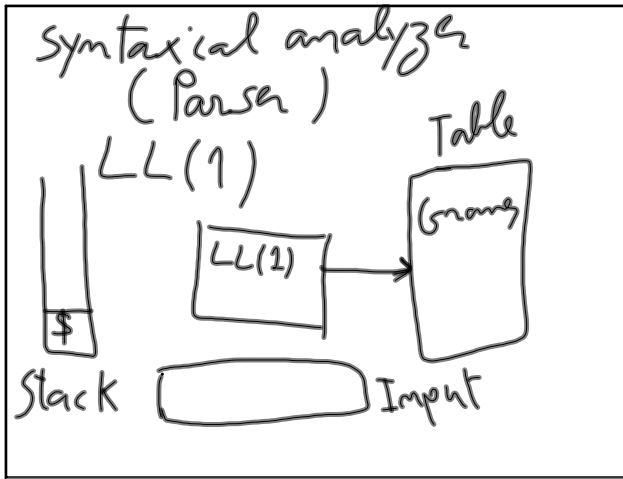 syntaxical analyzer
(Parser)
LL(1)
Table
LL(1)
$
Stack
Input